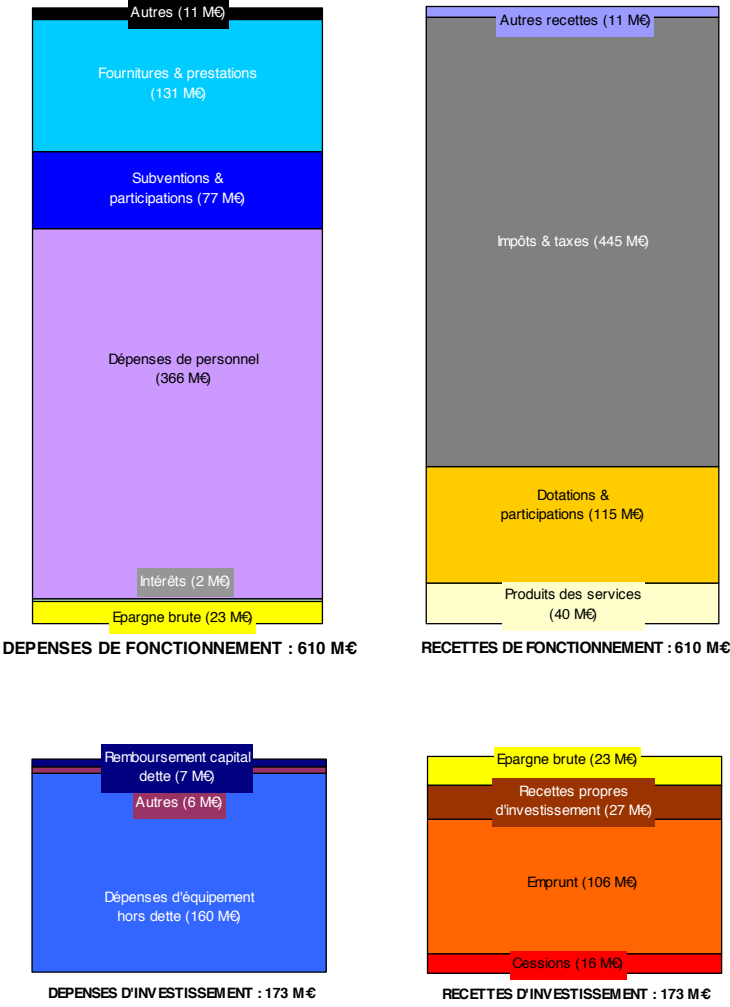 Autres (11 M€)
Fournitures & prestations
(131 M€)
Subventions &
participations (77 M€)
Dépenses de personnel
(366 M€)
Intérêts (2 M€)
Epargne brute (23 M€)
DEPENSES DE FONCTIONNEMENT : 610 M€
Autres recettes (11 M€)
Impôts & taxes (445 M€)
Dotations &
participations (115 M€)
Produits des services
(40 M€)
RECETTES DE FONCTIONNEMENT : 610 M€
Remboursement capital
dette (7 M€)
Autres (6 M€)
Dépenses d'équipement
hors dette (160 M€)
DEPENSES D'INVESTISSEMENT : 173 M€
Epargne brute (23 M€)
Recettes propres
d'investissement (27 M€)
Emprunt (106 M€)
Cessions (16 M€)
RECETTES D'INVESTISSEMENT : 173 M€